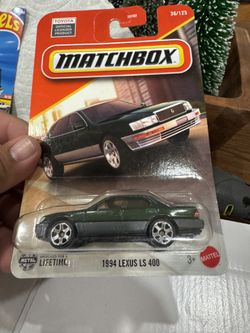 TOYOTA
OFFICIAL
LICENSED
PRODUCT
36/125
MATCHBOX
LIFETIME
METAL
1994 LEXUS LS 400
3+
MATTEL